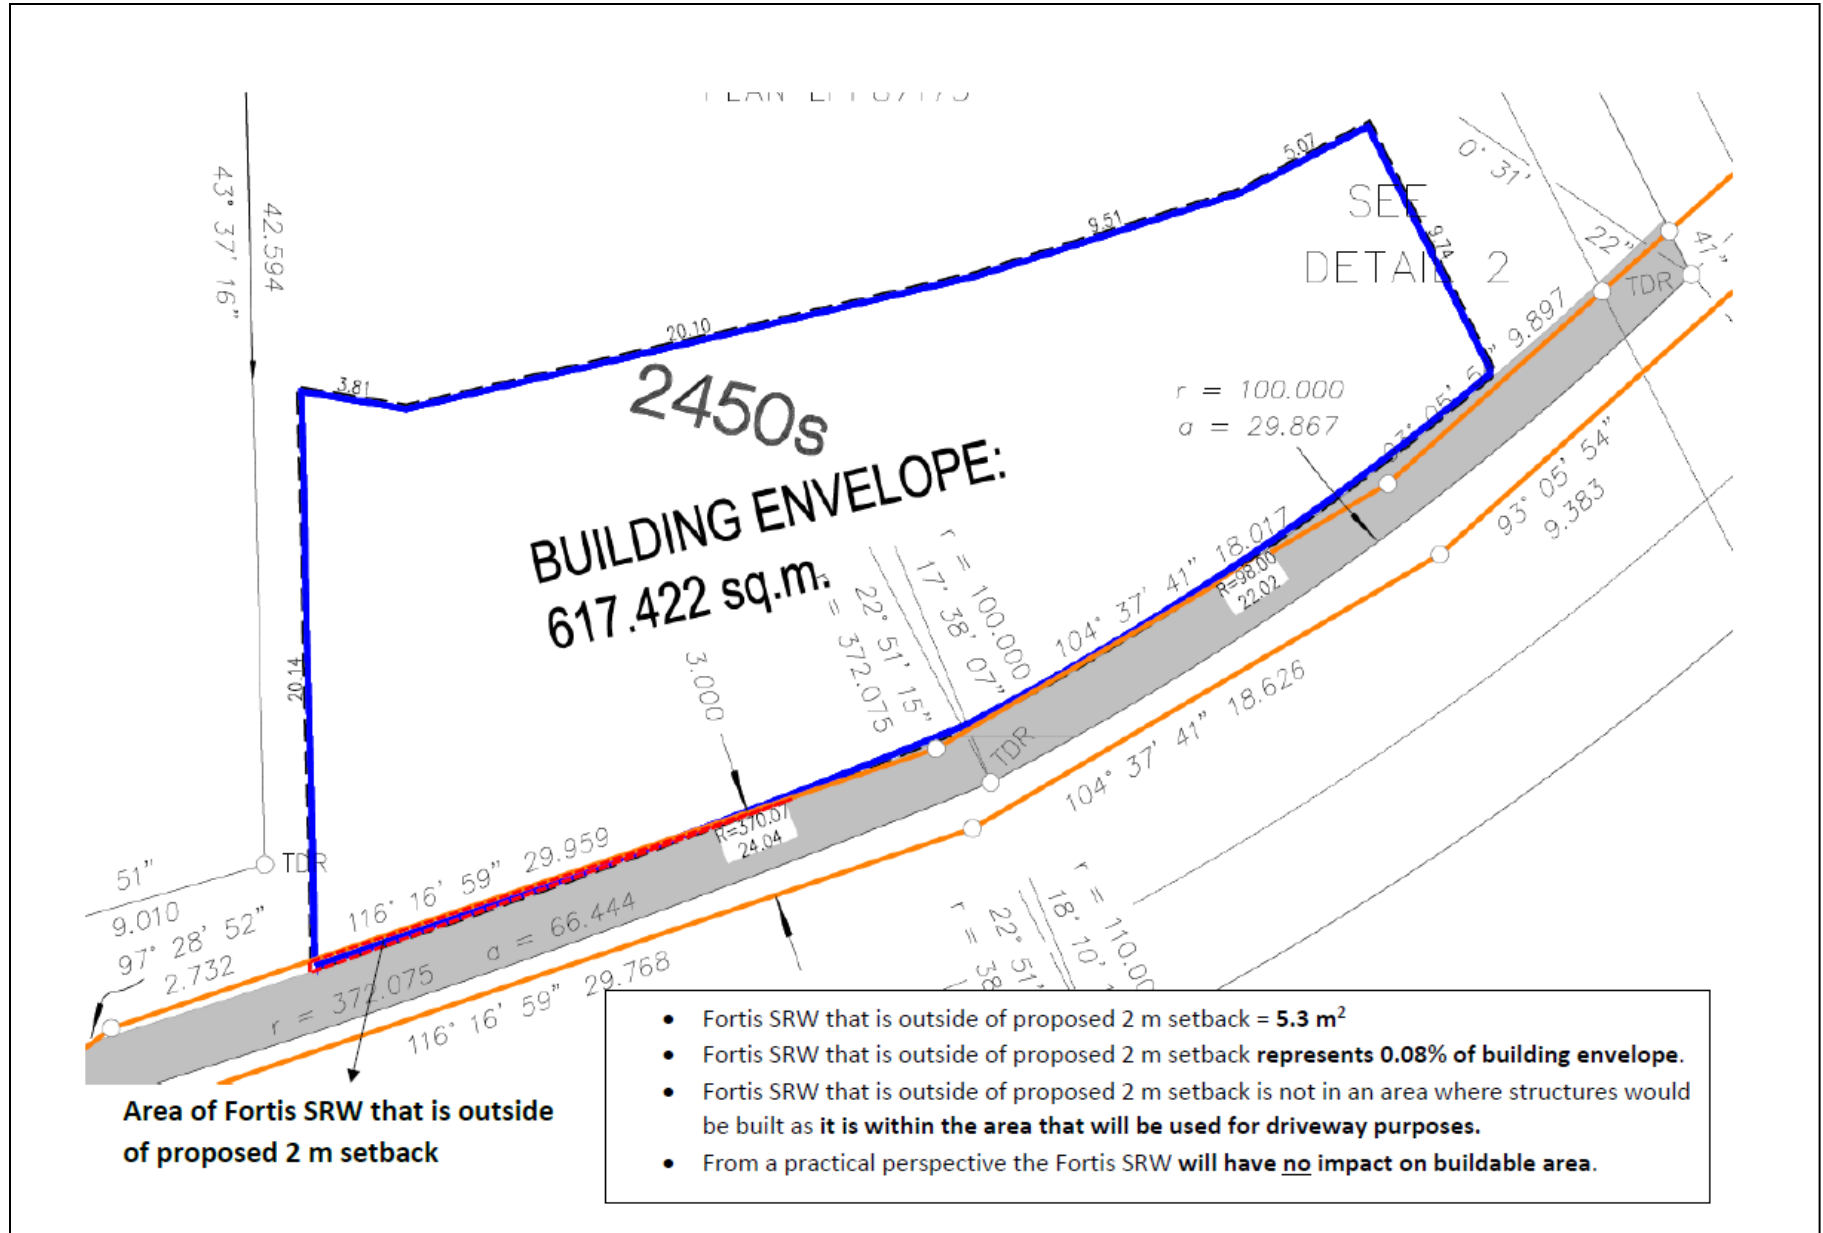 42.594
43° 37' 16"
5.07
0° 31'
SEE
DETAIL 2
9.51
9.74
22"
41"
TDR
20.10
3.81
2450s
9.897
r = 100.000
a = 29.867
BUILDING ENVELOPE:
617.422 sq.m.
93° 05' 54"
9.383
r = 100.000
17° 38' 07"
22° 51' 15"
r = 372.075
104° 37' 41" 18.017
R=98.00
22.02
20.14
3.000
TDR
104° 37' 41" 18.626
R=370.07
24.04
TDR
51"
9.010
97° 28' 52"
2.732
116° 16' 59" 29.959
r = 372.075 a = 66.444
116° 16' 59" 29.768
r = 110.00
18° 10'
22° 51'
r = 38
Area of Fortis SRW that is outside
of proposed 2 m setback
• Fortis SRW that is outside of proposed 2 m setback = 5.3 m²
• Fortis SRW that is outside of proposed 2 m setback represents 0.08% of building envelope.
• Fortis SRW that is outside of proposed 2 m setback is not in an area where structures would
be built as it is within the area that will be used for driveway purposes.
• From a practical perspective the Fortis SRW will have no impact on buildable area.